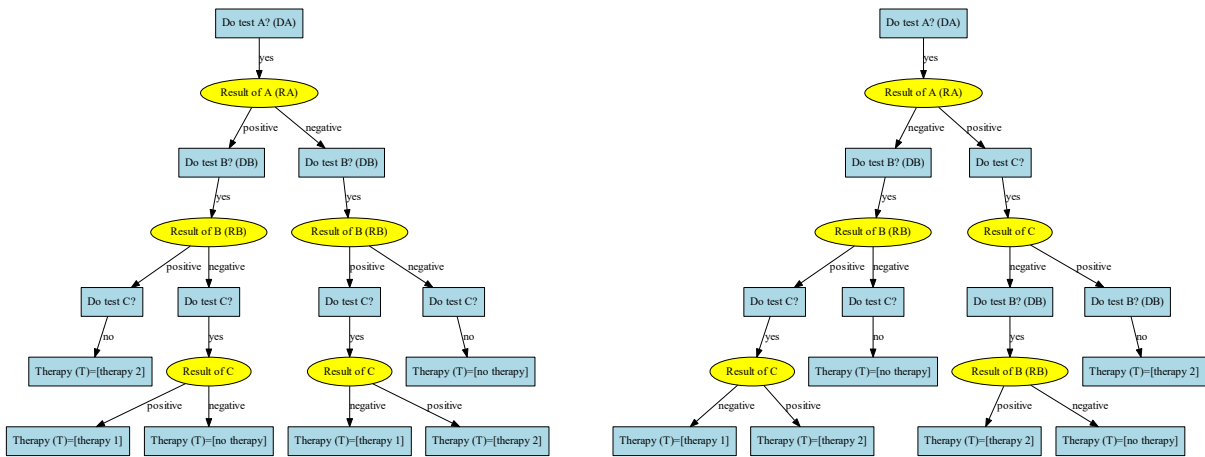 Do test A? (DA)
yes
Result of A (RA)
positive
negative
Do test B? (DB)
Do test B? (DB)
yes
yes
Result of B (RB)
Result of B (RB)
positive
negative
positive
negative
Do test C?
Do test C?
Do test C?
Do test C?
no
yes
yes
no
Therapy (T)=[therapy 2]
Result of C
Result of C
Therapy (T)=[no therapy]
positive
negative
negative
positive
Therapy (T)=[therapy 1]
Therapy (T)=[no therapy]
Therapy (T)=[therapy 1]
Therapy (T)=[therapy 2]
Do test A? (DA)
yes
Result of A (RA)
negative
positive
Do test B? (DB)
Do test C?
yes
yes
Result of B (RB)
Result of C
positive
negative
negative
positive
Do test C?
Do test C?
Do test B? (DB)
Do test B? (DB)
yes
no
yes
no
Result of C
Therapy (T)=[no therapy]
Result of B (RB)
Therapy (T)=[therapy 2]
negative
positive
positive
negative
Therapy (T)=[therapy 1]
Therapy (T)=[therapy 2]
Therapy (T)=[therapy 2]
Therapy (T)=[no therapy]